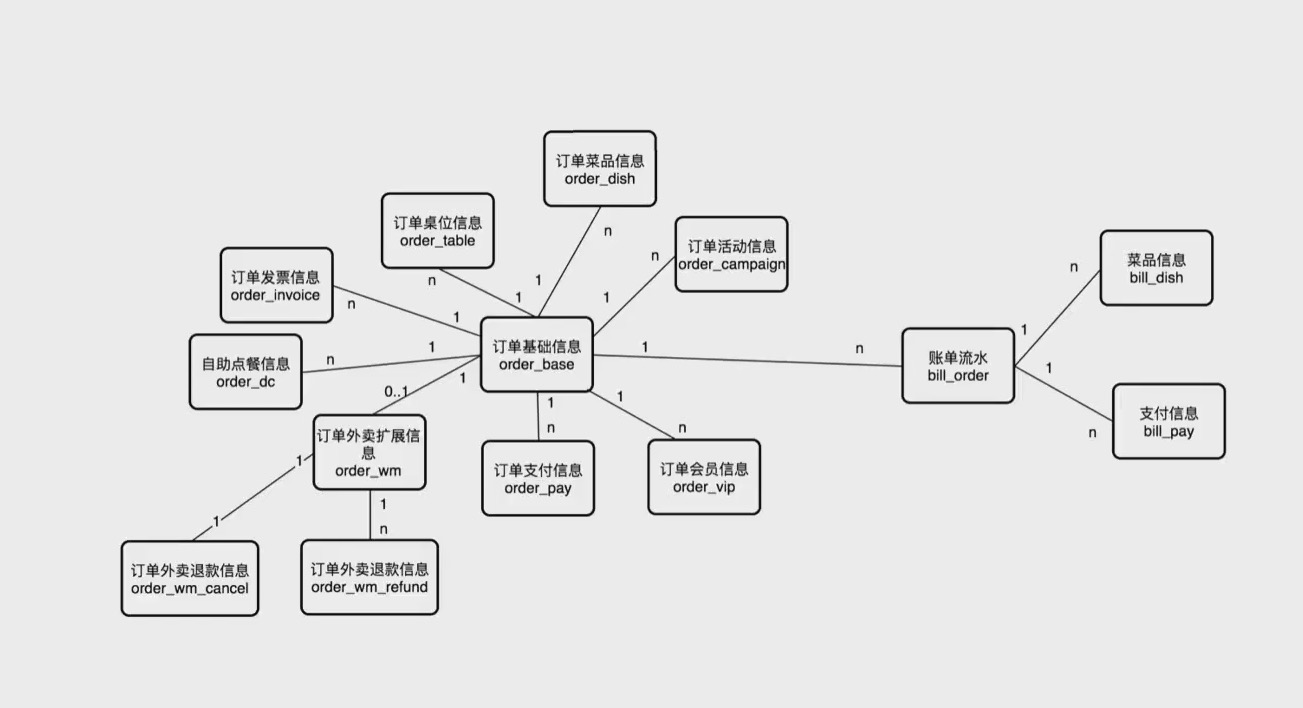 订单菜品信息
order_dish
n
1
订单桌位信息
order_table
n
1
订单活动信息
order_campaign
n
1
订单发票信息
order_invoice
n
1
自助点餐信息
order_dc
n
1
订单基础信息
order_base
1
n
账单流水
bill_order
菜品信息
bill_dish
n
1
1
n
支付信息
bill_pay
1
0..1
订单外卖扩展信
息
order_wm
1
1
1
n
1
n
订单支付信息
order_pay
1
n
订单会员信息
order_vip
订单外卖退款信息
order_wm_cancel
订单外卖退款信息
order_wm_refund